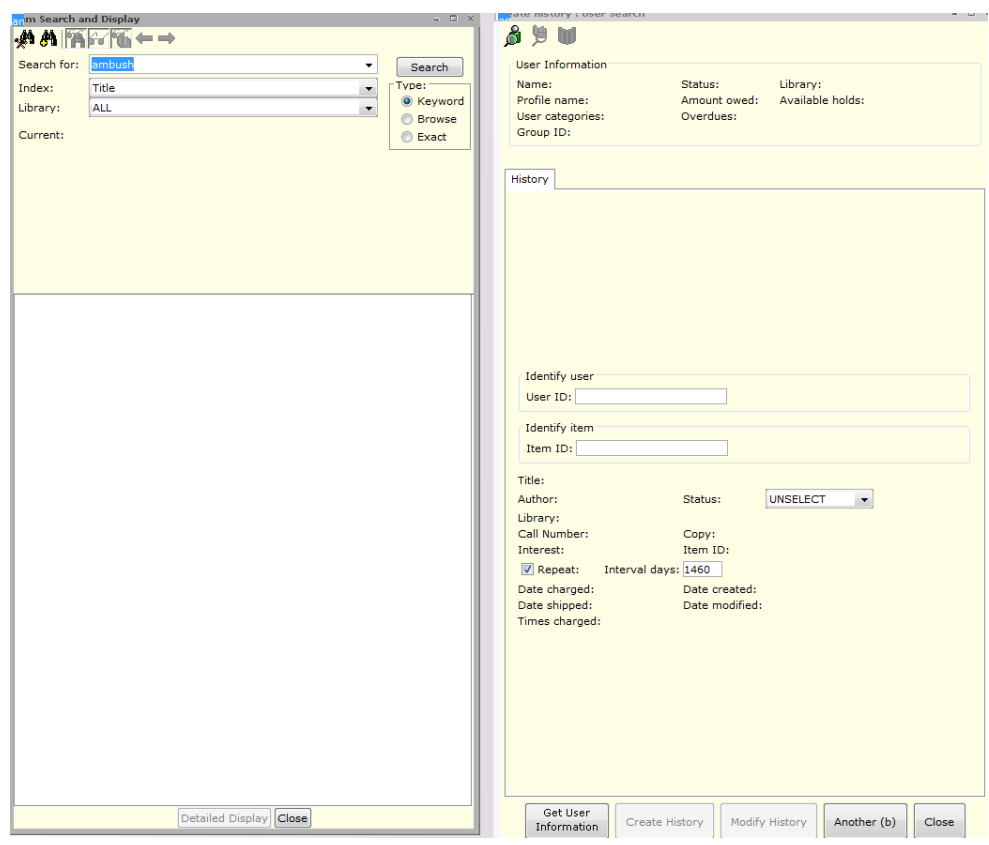 m Search and Display
Search for: ambush
Search
Index: Title
Type:
Library: ALL
Keyword
Browse
Current:
Exact
Detailed Display Close
ate History : User Search
User Information
Name: Status: Library:
Profile name: Amount owed: Available holds:
User categories: Overdues:
Group ID:
History
Identify user
User ID:
Identify item
Item ID:
Title:
Author: Status: UNSELECT
Library:
Call Number: Copy:
Interest: Item ID:
Repeat: Interval days: 1460
Date charged: Date created:
Date shipped: Date modified:
Times charged:
Get User
Information
Create History Modify History Another (b) Close